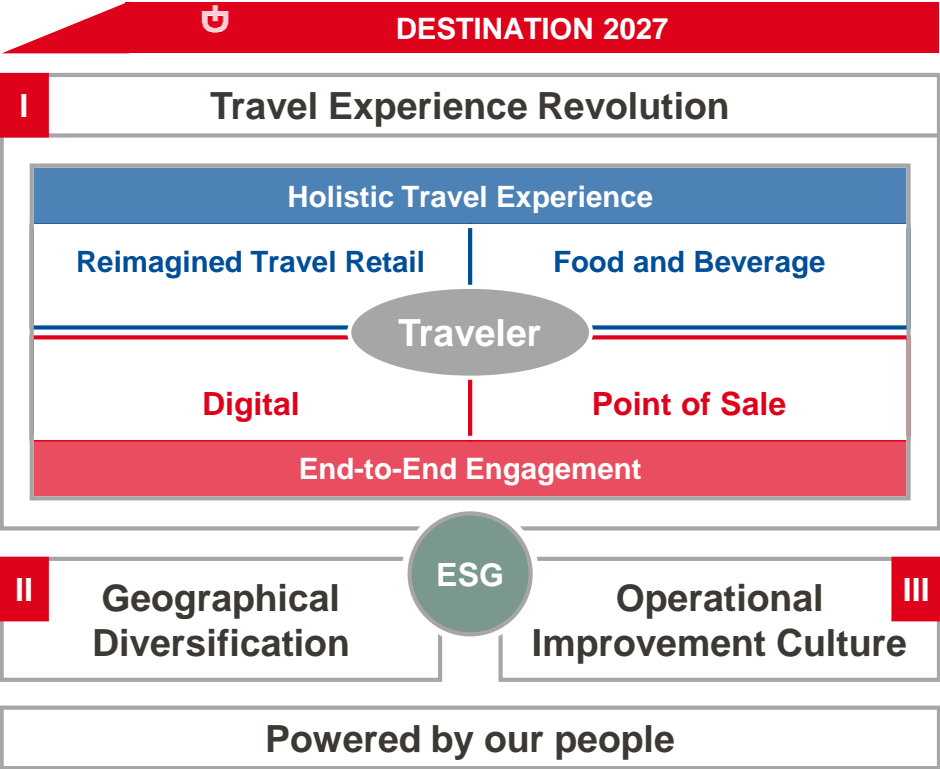 DESTINATION 2027
I
Travel Experience Revolution
Holistic Travel Experience
Reimagined Travel Retail
Food and Beverage
Traveler
Digital
Point of Sale
End-to-End Engagement
ESG
II
Geographical
Diversification
III
Operational
Improvement Culture
Powered by our people